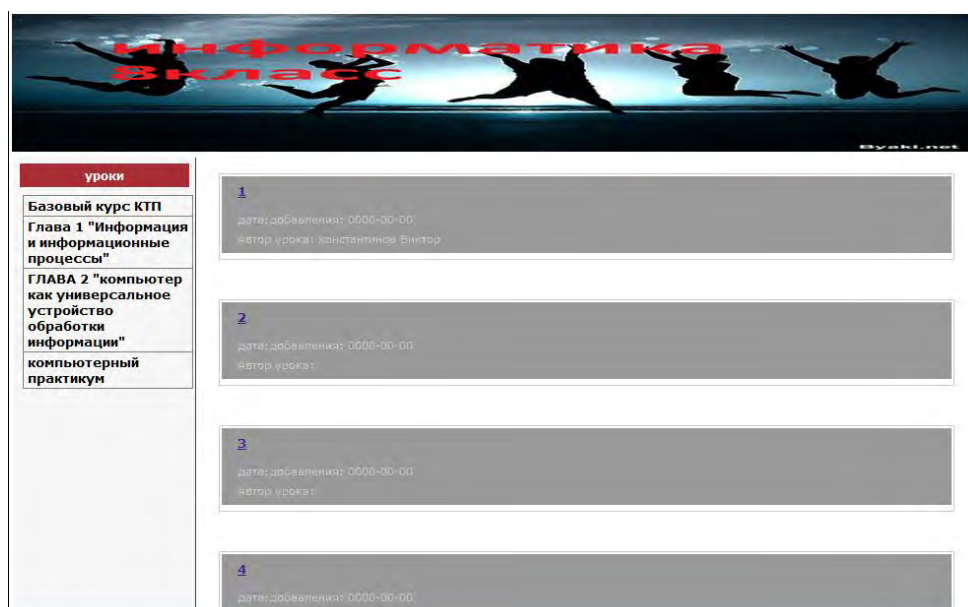 информатика
8класс
Byaki.net
уроки
Базовый курс КТП
Глава 1 "Информация
и информационные
процессы"
ГЛАВА 2 "компьютер
как универсальное
устройство
обработки
информации"
компьютерный
практикум
1
дата:добавления: 0000-00-00
Автор урока: константинов Виктор
2
дата:добавления: 0000-00-00
Автор урока:
3
дата:добавления: 0000-00-00
Автор урока:
4
дата:добавления: 0000-00-00